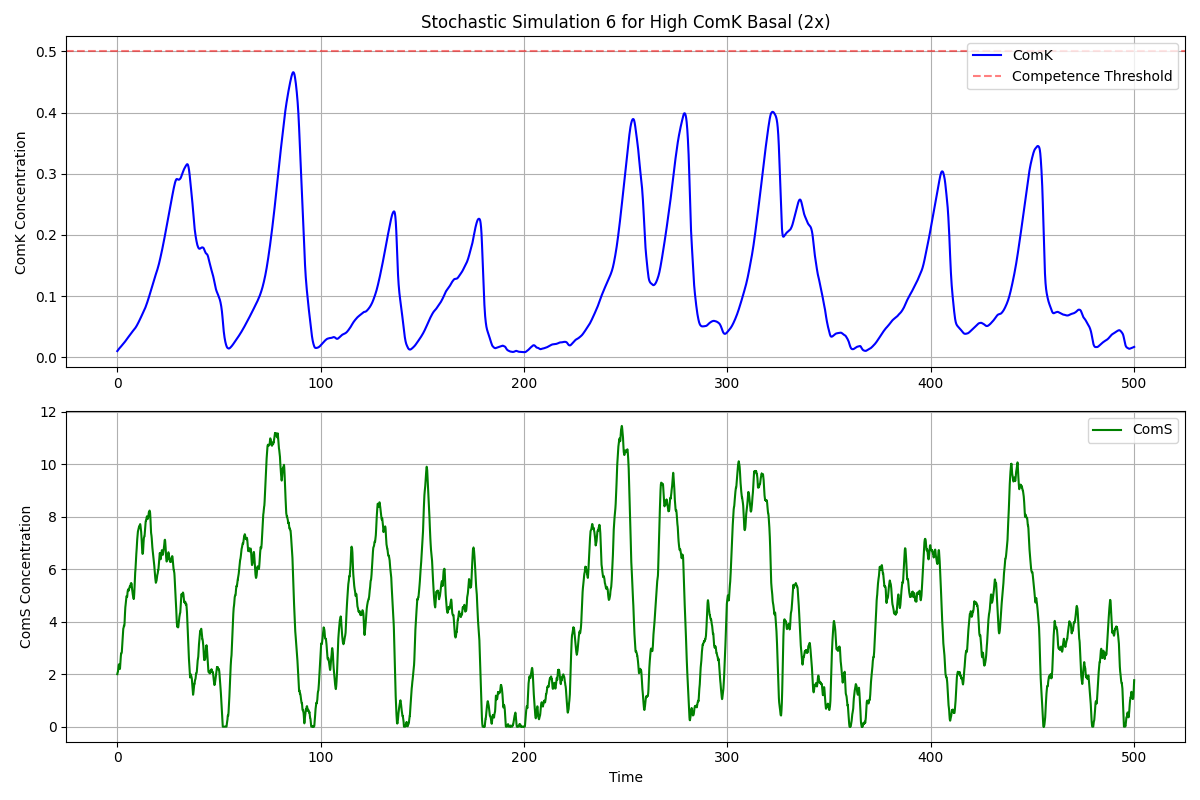 Stochastic Simulation 6 for High ComK Basal (2x)
ComK Concentration
0.5
0.4
0.3
0.2
0.1
0.0
ComK
Competence Threshold
0 100 200 300 400 500
ComS Concentration
12
10
8
6
4
2
0
ComS
0 100 200 300 400 500
Time